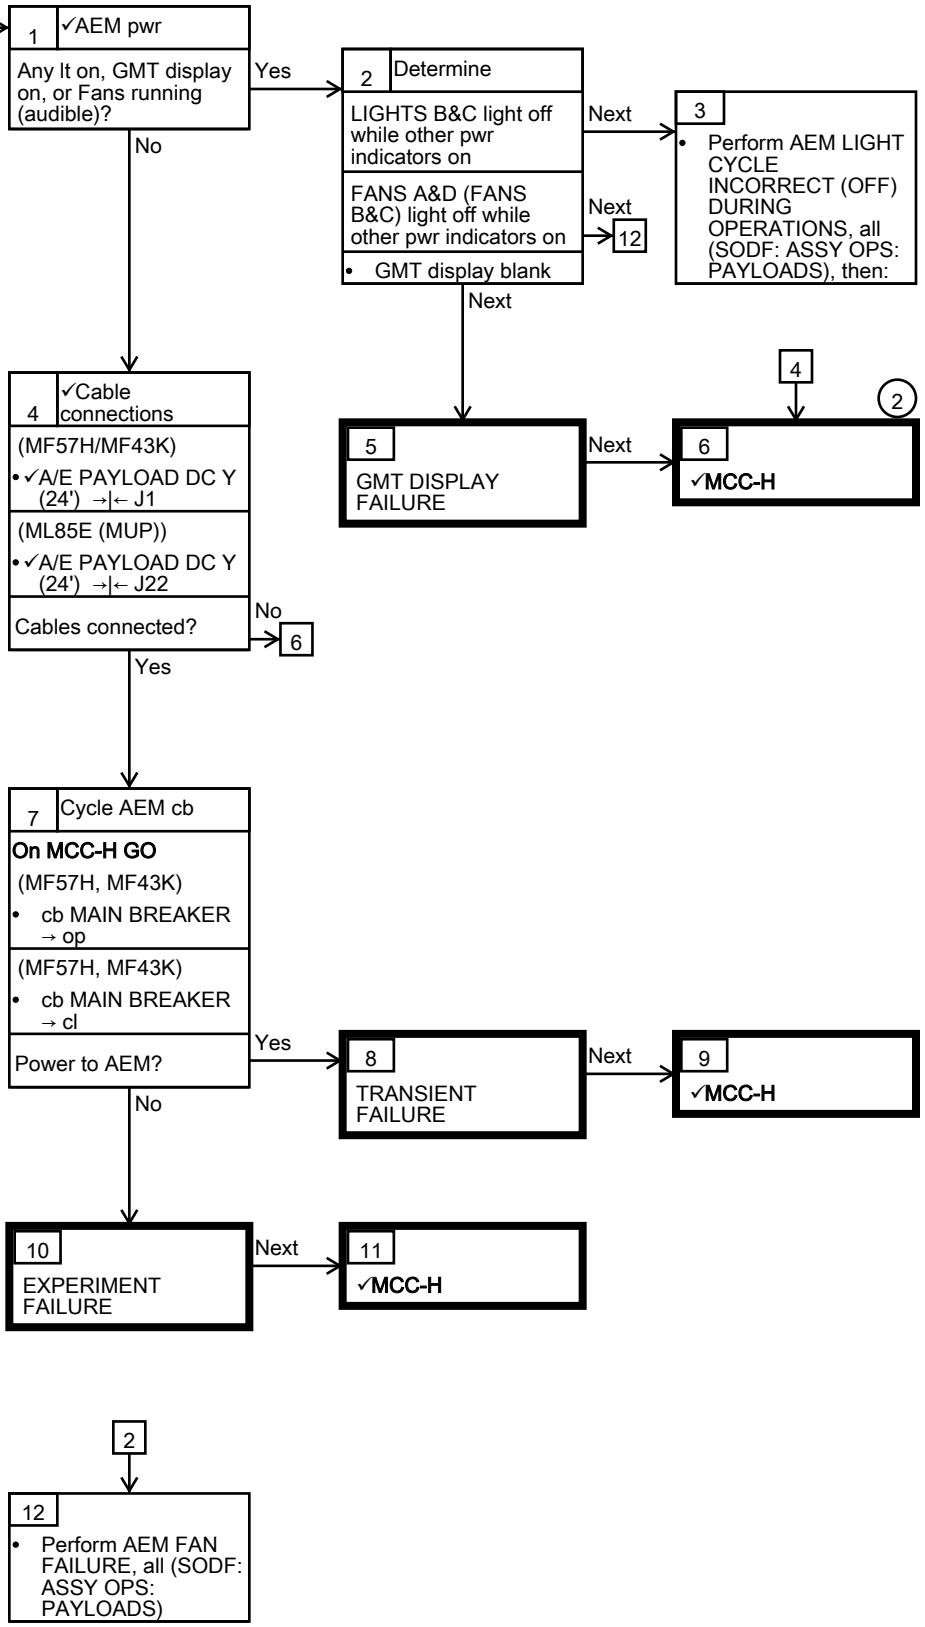 1
✓AEM pwr
Any lt on, GMT display
on, or Fans running
(audible)?
Yes
No
2
Determine
LIGHTS B&C light off
while other pwr
indicators on
Next
FANS A&D (FANS
B&C) light off while
other pwr indicators on
Next
12
• GMT display blank
Next
3
• Perform AEM LIGHT
CYCLE
INCORRECT (OFF)
DURING
OPERATIONS, all
(SODF: ASSY OPS:
PAYLOADS), then:
4
✓Cable
connections
(MF57H/MF43K)
• ✓A/E PAYLOAD DC Y
(24') →|← J1
(ML85E (MUP))
• ✓A/E PAYLOAD DC Y
(24') →|← J22
Cables connected?
No
6
Yes
5
GMT DISPLAY
FAILURE
Next
4
2
6
✓MCC-H
7
Cycle AEM cb
On MCC-H GO
(MF57H, MF43K)
• cb MAIN BREAKER
→ op
(MF57H, MF43K)
• cb MAIN BREAKER
→ cl
Power to AEM?
Yes
No
8
TRANSIENT
FAILURE
Next
9
✓MCC-H
10
EXPERIMENT
FAILURE
Next
11
✓MCC-H
2
12
• Perform AEM FAN
FAILURE, all (SODF:
ASSY OPS:
PAYLOADS)